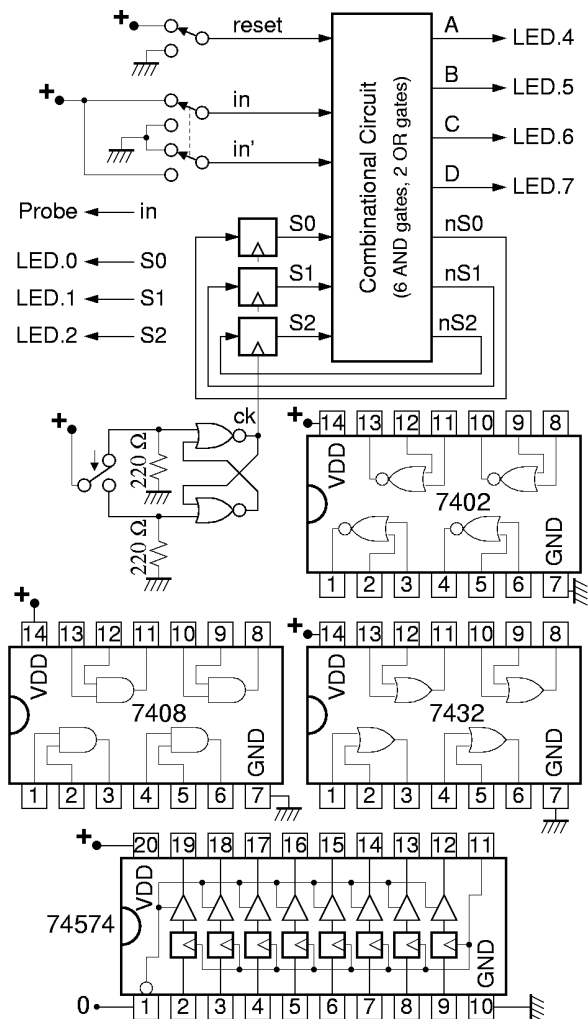 +
reset
A
LED.4
+
in
B
LED.5
in'
C
LED.6
D
LED.7
Combinational Circuit
(6 AND gates, 2 OR gates)
Probe
in
S0
nS0
LED.0
S0
S1
nS1
LED.1
S1
S2
nS2
LED.2
S2
+
ck
220 Ω
220 Ω
+
14 13 12 11 10 9 8
VDD
7402
GND
1 2 3 4 5 6 7
+
14 13 12 11 10 9 8
VDD
7408
GND
1 2 3 4 5 6 7
+
14 13 12 11 10 9 8
VDD
7432
GND
1 2 3 4 5 6 7
+
20 19 18 17 16 15 14 13 12 11
VDD
74574
GND
0
1 2 3 4 5 6 7 8 9 10